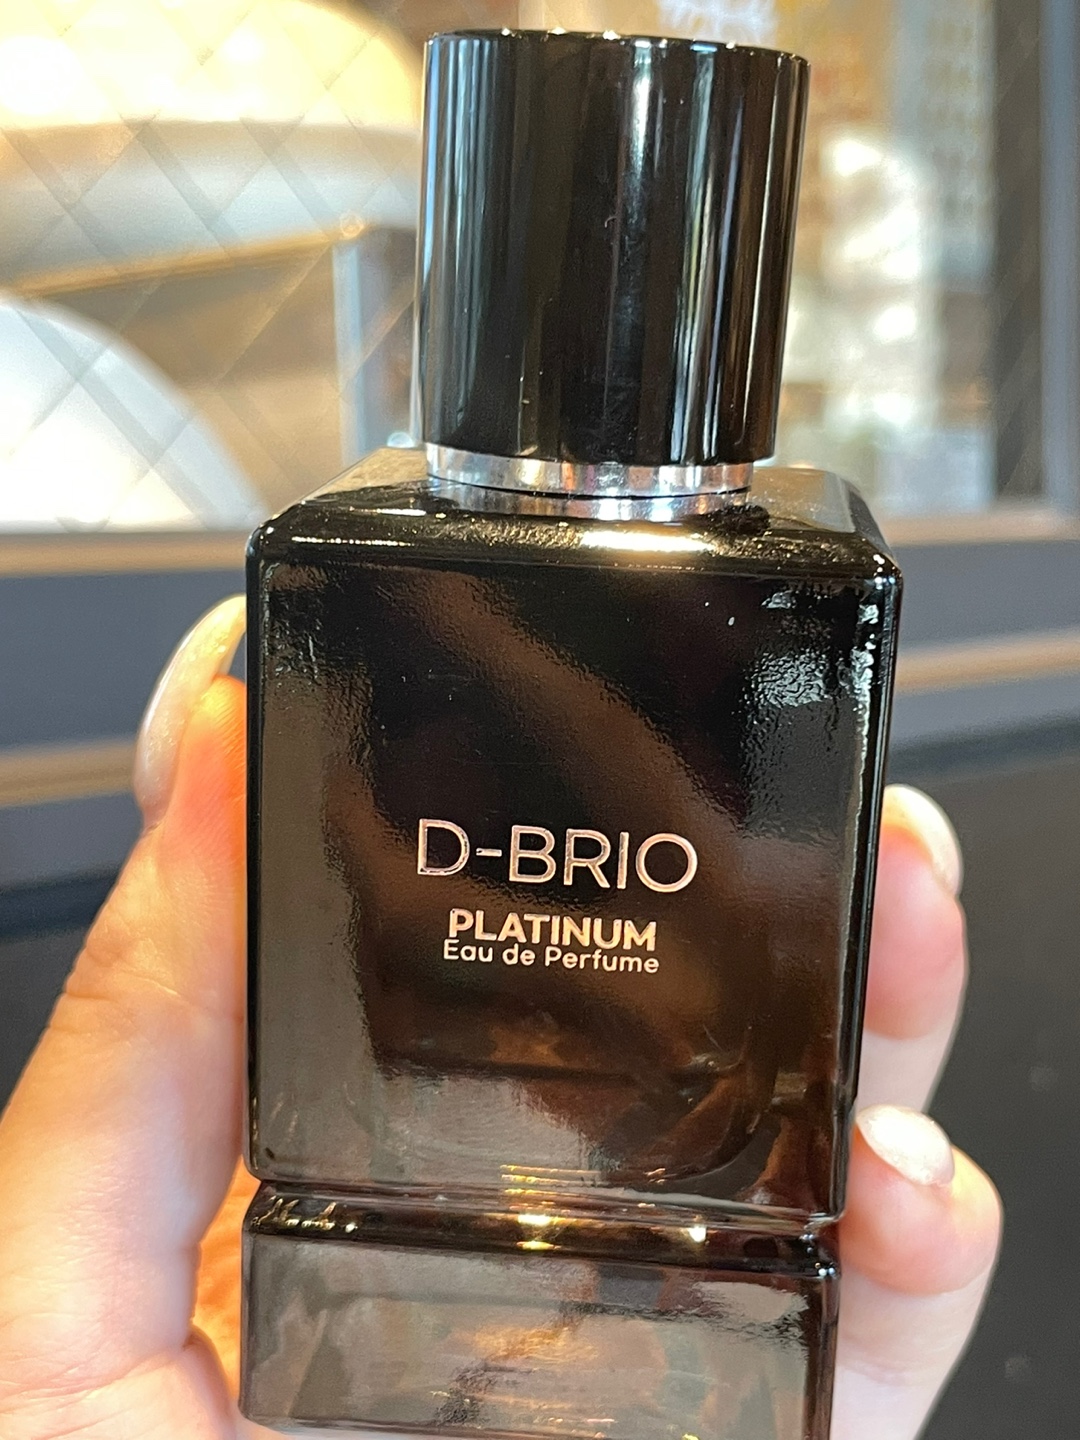 D-BRIO
PLATINUM
Eau de Perfume